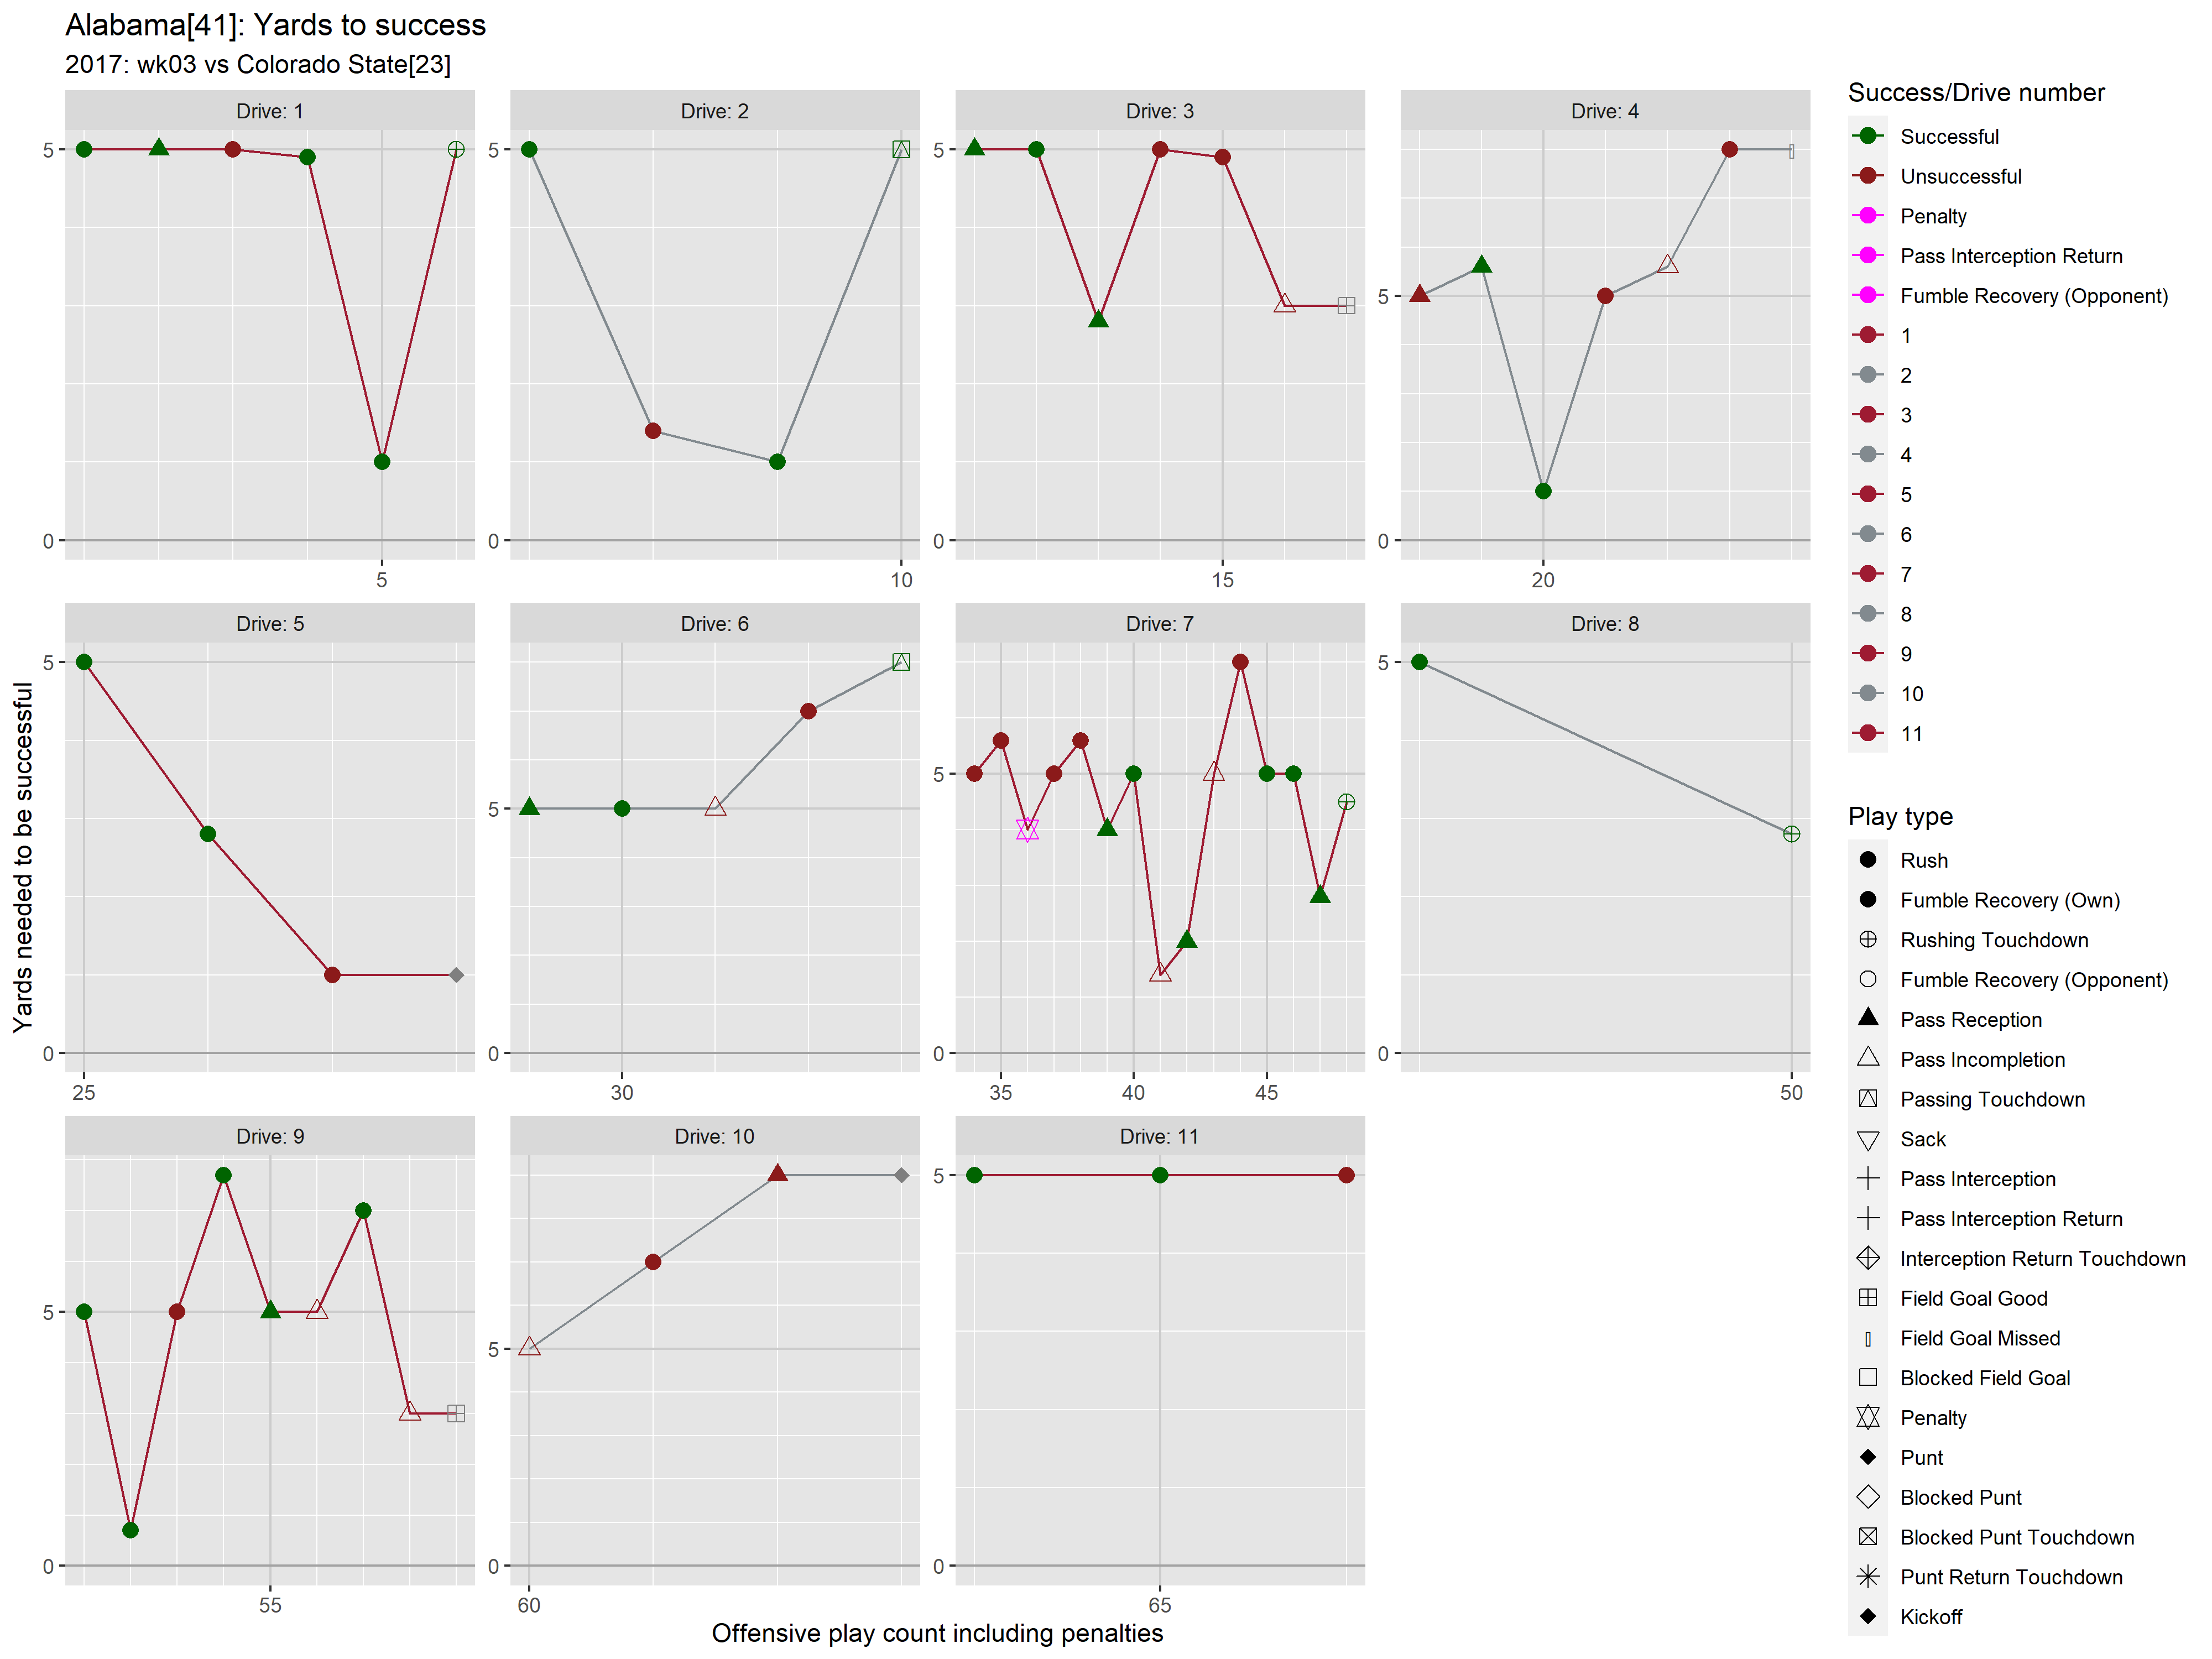 Alabama[41]: Yards to success
2017: wk03 vs Colorado State[23]
Drive: 1
Drive: 2
Drive: 3
Drive: 4
5
0
5
5
0
10
5
0
15
5
0
20
Drive: 5
Drive: 6
Drive: 7
Drive: 8
5
0
25
5
0
30
5
0
35
40
45
5
0
50
Drive: 9
Drive: 10
Drive: 11
5
0
55
5
0
60
5
0
65
Yards needed to be successful
Offensive play count including penalties
Success/Drive number
Successful
Unsuccessful
Penalty
Pass Interception Return
Fumble Recovery (Opponent)
1
2
3
4
5
6
7
8
9
10
11
Play type
Rush
Fumble Recovery (Own)
Rushing Touchdown
Fumble Recovery (Opponent)
Pass Reception
Pass Incompletion
Passing Touchdown
Sack
Pass Interception
Pass Interception Return
Interception Return Touchdown
Field Goal Good
Field Goal Missed
Blocked Field Goal
Penalty
Punt
Blocked Punt
Blocked Punt Touchdown
Punt Return Touchdown
Kickoff